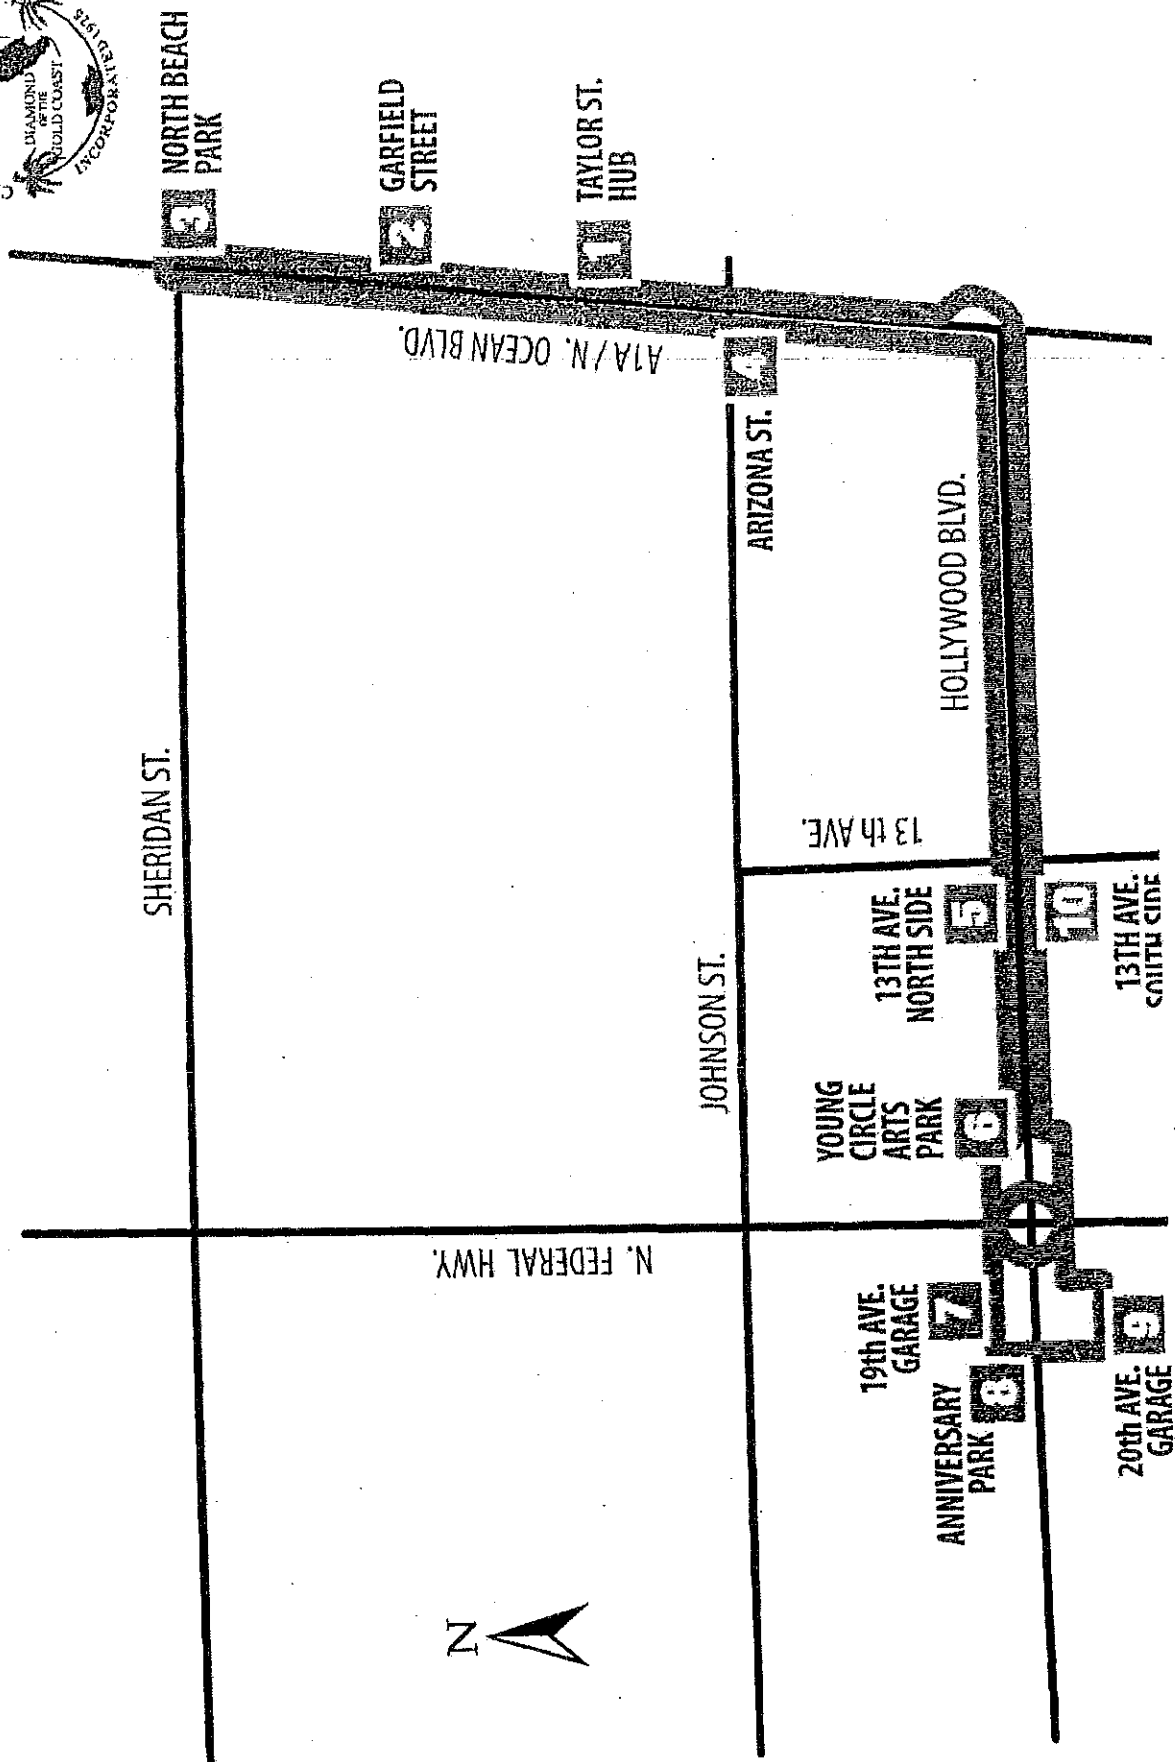 DIAMOND
OF THE
GOLD COAST
INCORPORATED 1925
3
NORTH BEACH
PARK
2
GARFIELD
STREET
1
TAYLOR ST.
HUB
A1A / N. OCEAN BLVD.
4
ARIZONA ST.
SHERIDAN ST.
JOHNSON ST.
HOLLYWOOD BLVD.
13 th AVE.
5
13TH AVE.
NORTH SIDE
10
13TH AVE.
SOUTH SIDE
6
YOUNG
CIRCLE
ARTS
PARK
N. FEDERAL HWY.
7
19th AVE.
GARAGE
8
ANNIVERSARY
PARK
9
20th AVE.
GARAGE
N